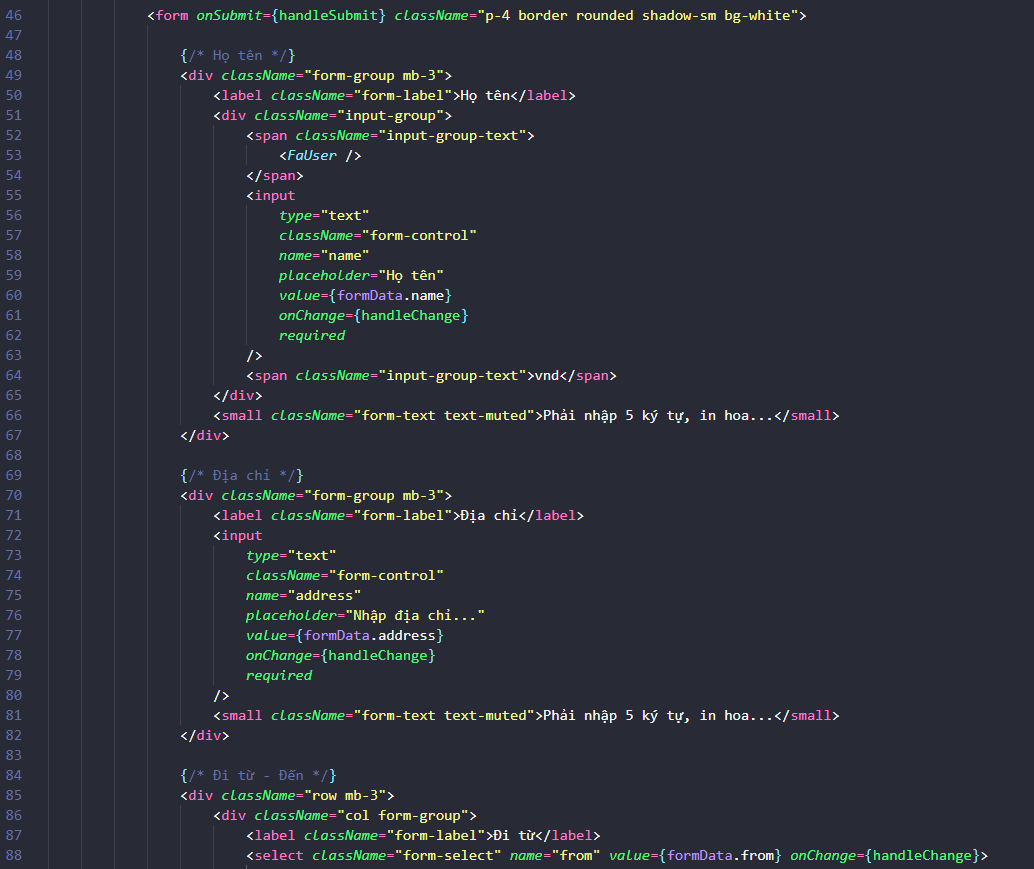 46 <form onSubmit={handleSubmit} className="p-4 border rounded shadow-sm bg-white">
47
48 {/* Họ tên */}
49 <div className="form-group mb-3">
50 <label className="form-label">Họ tên</label>
51 <div className="input-group">
52 <span className="input-group-text">
53 <FaUser />
54 </span>
55 <input
56 type="text"
57 className="form-control"
58 name="name"
59 placeholder="Họ tên"
60 value={formData.name}
61 onChange={handleChange}
62 required
63 />
64 <span className="input-group-text">vnd</span>
65 </div>
66 <small className="form-text text-muted">Phải nhập 5 ký tự, in hoa...</small>
67 </div>
68
69 {/* Địa chỉ */}
70 <div className="form-group mb-3">
71 <label className="form-label">Địa chỉ</label>
72 <input
73 type="text"
74 className="form-control"
75 name="address"
76 placeholder="Nhập địa chỉ..."
77 value={formData.address}
78 onChange={handleChange}
79 required
80 />
81 <small className="form-text text-muted">Phải nhập 5 ký tự, in hoa...</small>
82 </div>
83
84 {/* Đi từ - Đến */}
85 <div className="row mb-3">
86 <div className="col form-group">
87 <label className="form-label">Đi từ</label>
88 <select className="form-select" name="from" value={formData.from} onChange={handleChange}>